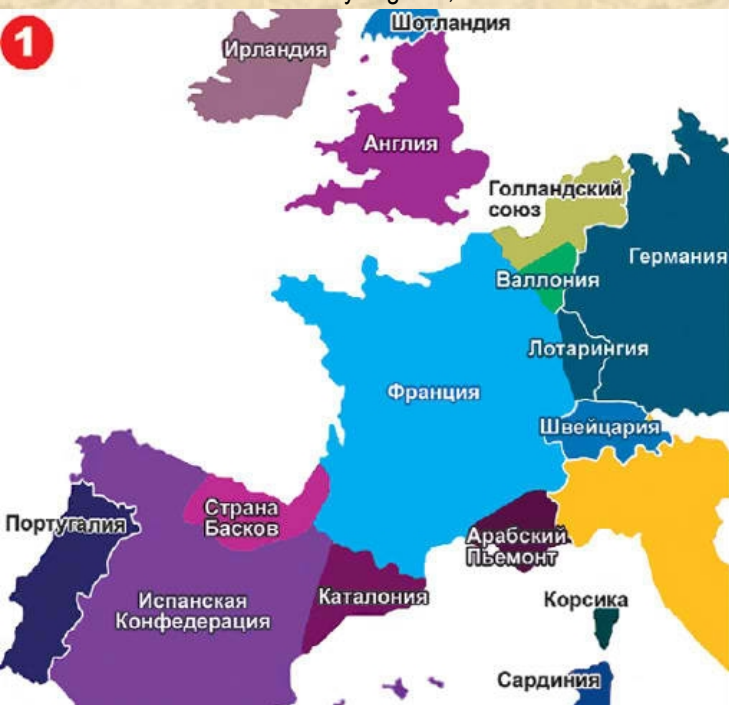 1
Шотландия
Ирландия
Англия
Голландский
союз
Германия
Валлония
Лотарингия
Франция
Швейцария
Страна
Басков
Португалия
Арабский
Пьемонт
Испанская
Конфедерация
Каталония
Корсика
Сардиния